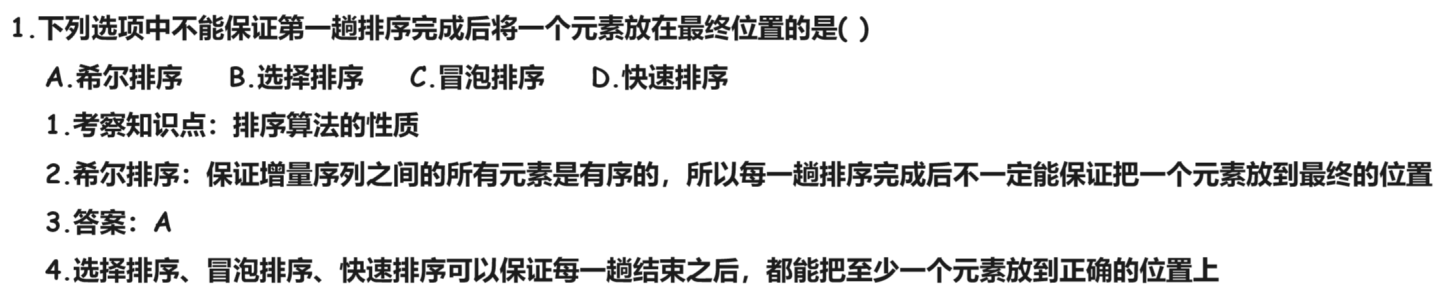 1.下列选项中不能保证第一趟排序完成后将一个元素放在最终位置的是( )
A.希尔排序 B.选择排序 C.冒泡排序 D.快速排序
1.考察知识点：排序算法的性质
2.希尔排序：保证增量序列之间的所有元素是有序的，所以每一趟排序完成后不一定能保证把一个元素放到最终的位置
3.答案：A
4.选择排序、冒泡排序、快速排序可以保证每一趟结束之后，都能把至少一个元素放到正确的位置上